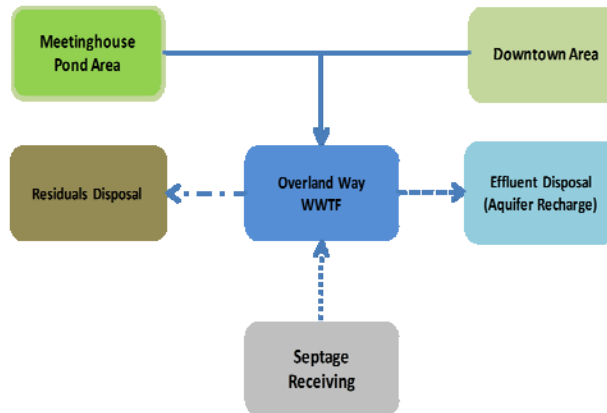 Meetinghouse
Pond Area
Downtown Area
Residuals Disposal
Overland Way
WWTF
Effluent Disposal
(Aquifer Recharge)
Septage
Receiving